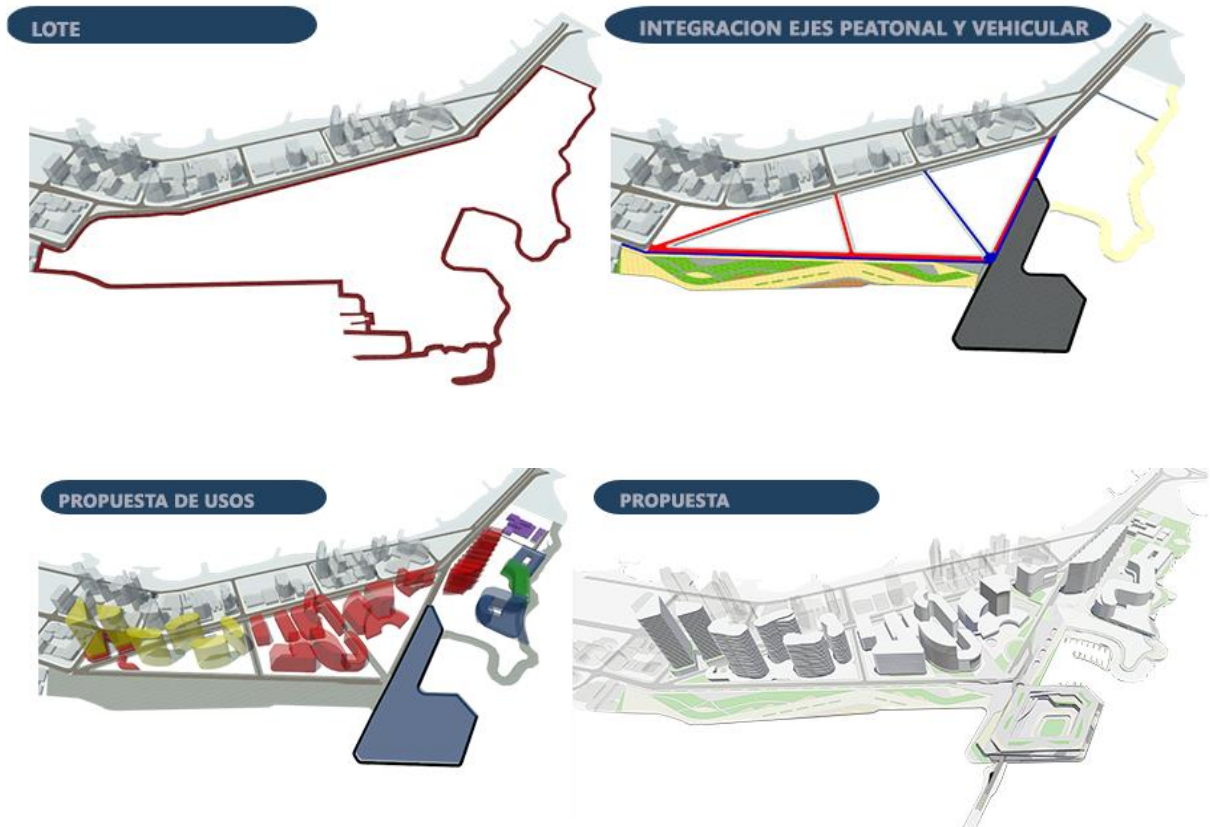 LOTE
INTEGRACION EJES PEATONAL Y VEHICULAR
PROPUESTA DE USOS
PROPUESTA